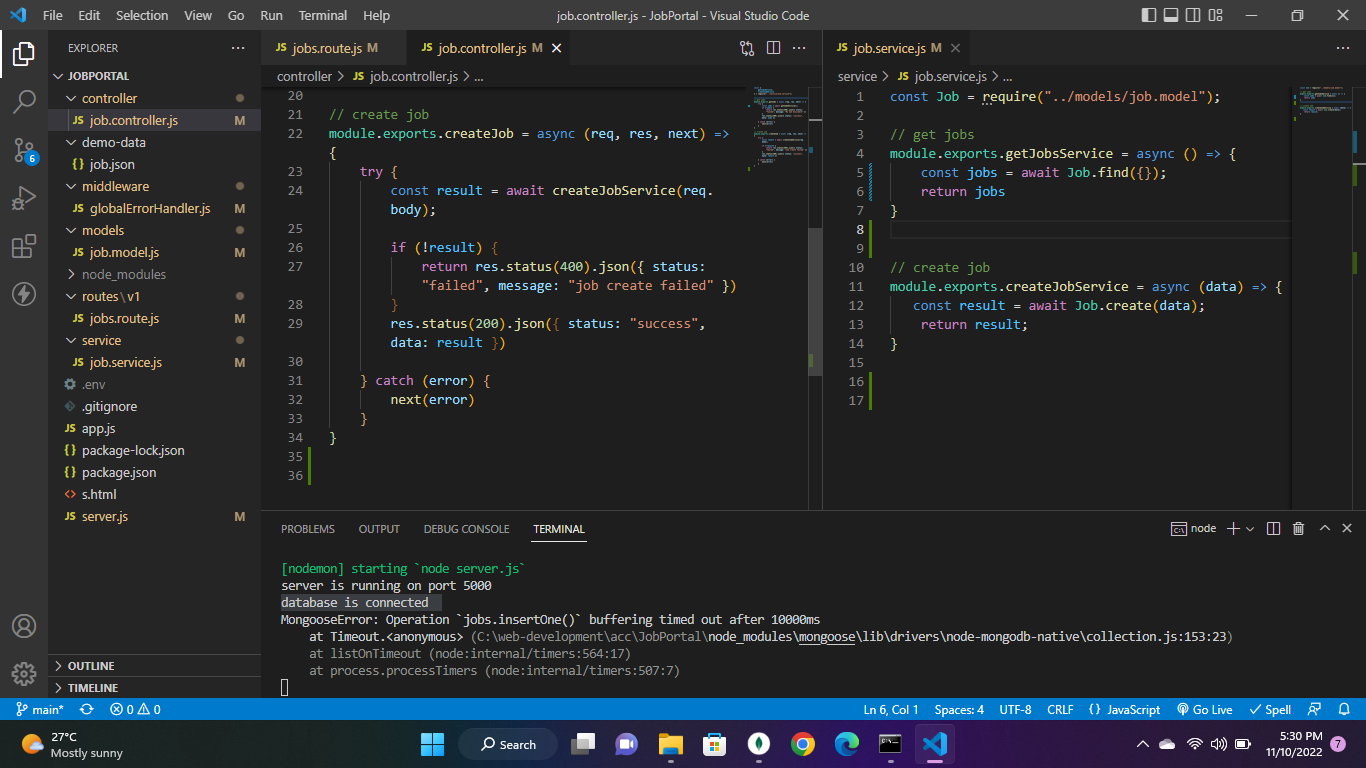 File Edit Selection View Go Run Terminal Help
job.controller.js - JobPortal - Visual Studio Code
EXPLORER
JOBPORTAL
controller
JS job.controller.js M
demo-data
{} job.json
middleware
JS globalErrorHandler.js M
models
JS job.model.js M
node_modules
routes\v1
JS jobs.route.js M
service
JS job.service.js M
.env
.gitignore
JS app.js
{} package-lock.json
{} package.json
<> s.html
JS server.js M
OUTLINE
TIMELINE
6
JS jobs.route.js M
JS job.controller.js M
controller > JS job.controller.js > ...
20
21 // create job
22 module.exports.createJob = async (req, res, next) =>
{
23 try {
24 const result = await createJobService(req.
body);
25
26 if (!result) {
27 return res.status(400).json({ status:
"failed", message: "job create failed" })
28 }
29 res.status(200).json({ status: "success",
data: result })
30
31 } catch (error) {
32 next(error)
33 }
34 }
35
36
JS job.service.js M
service > JS job.service.js > ...
1 const Job = require("../models/job.model");
2
3 // get jobs
4 module.exports.getJobsService = async () => {
5 const jobs = await Job.find({});
6 return jobs
7 }
8
9
10 // create job
11 module.exports.createJobService = async (data) => {
12 const result = await Job.create(data);
13 return result;
14 }
15
16
17
PROBLEMS OUTPUT DEBUG CONSOLE TERMINAL
node
[nodemon] starting `node server.js`
server is running on port 5000
database is connected
MongooseError: Operation `jobs.insertOne()` buffering timed out after 10000ms
at Timeout.<anonymous> (C:\web-development\acc\JobPortal\node_modules\mongoose\lib\drivers\node-mongodb-native\collection.js:153:23)
at listOnTimeout (node:internal/timers:564:17)
at process.processTimers (node:internal/timers:507:7)
main* 0 0
Ln 6, Col 1 Spaces: 4 UTF-8 CRLF {} JavaScript Go Live Spell
27°C
Mostly sunny
Search
5:30 PM
11/10/2022
7